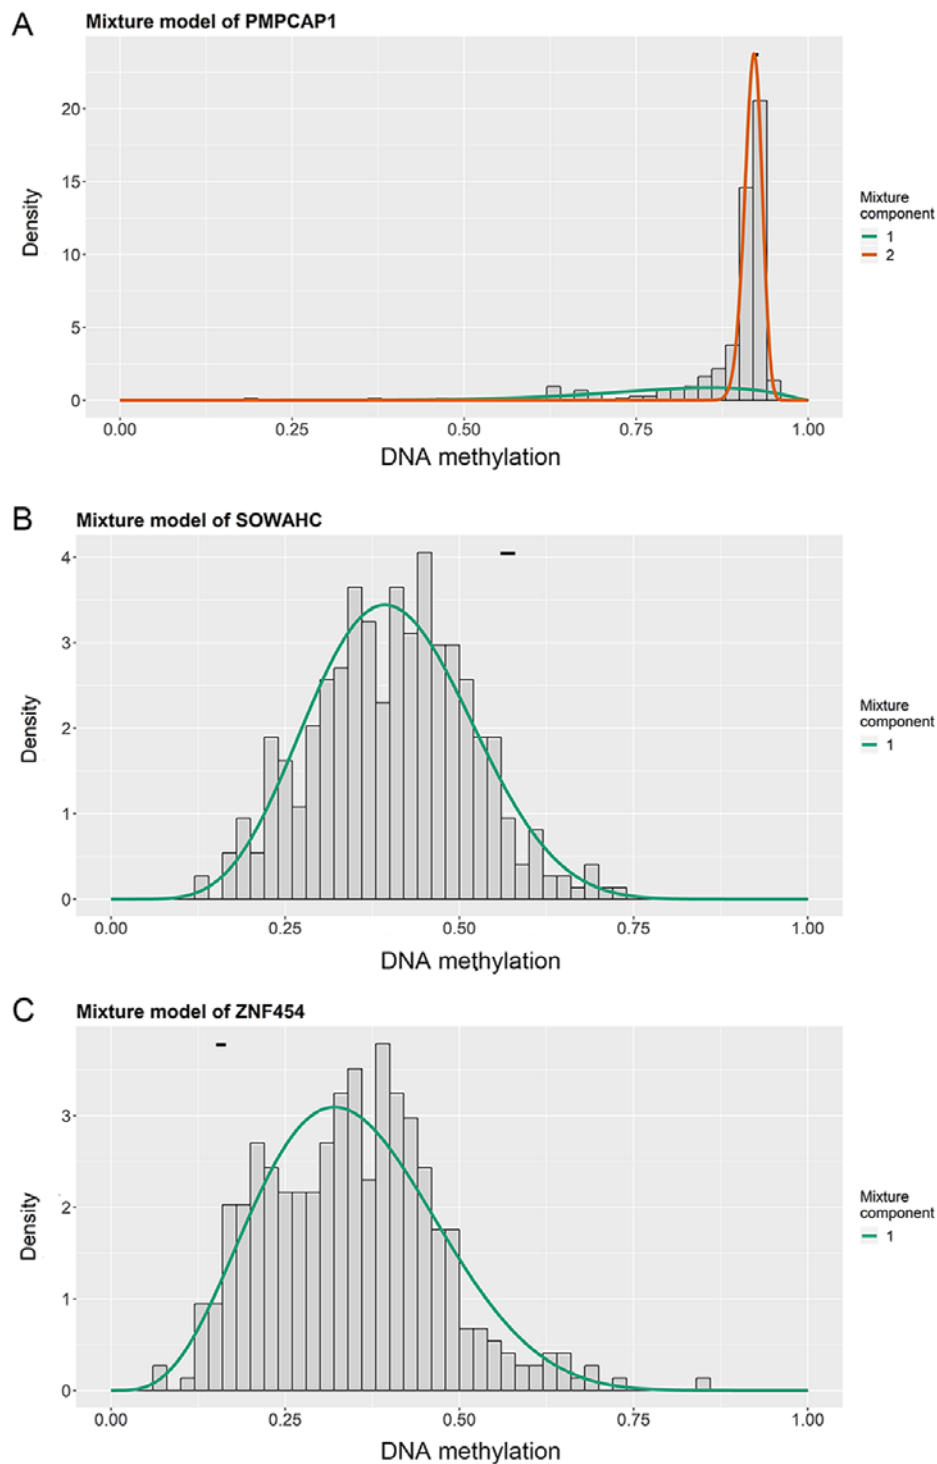 A
Mixture model of PMPCAP1
Density
20
15
10
5
0
0.00 0.25 0.50 0.75 1.00
DNA methylation
Mixture
component
1
2
B
Mixture model of SOWAHC
Density
4
3
2
1
0
0.00 0.25 0.50 0.75 1.00
DNA methylation
Mixture
component
1
C
Mixture model of ZNF454
Density
3
2
1
0
0.00 0.25 0.50 0.75 1.00
DNA methylation
Mixture
component
1